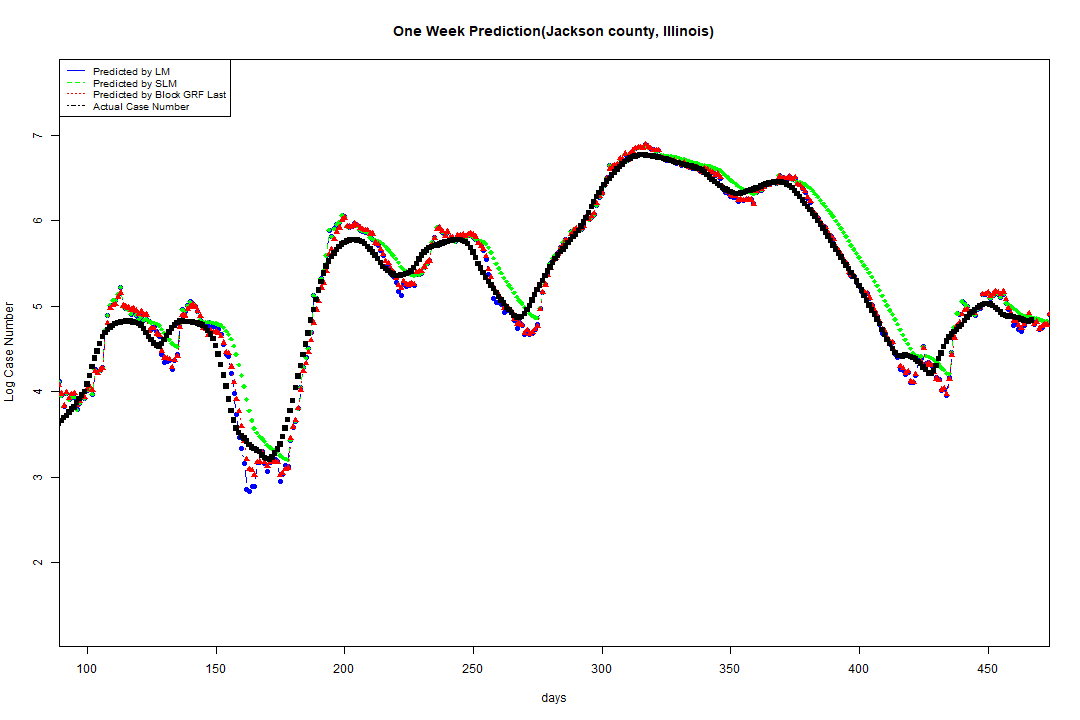 One Week Prediction(Jackson county, Illinois)
Predicted by LM
Predicted by SLM
Predicted by Block GRF Last
Actual Case Number
7
6
5
4
3
2
Log Case Number
100 150 200 250 300 350 400 450
days